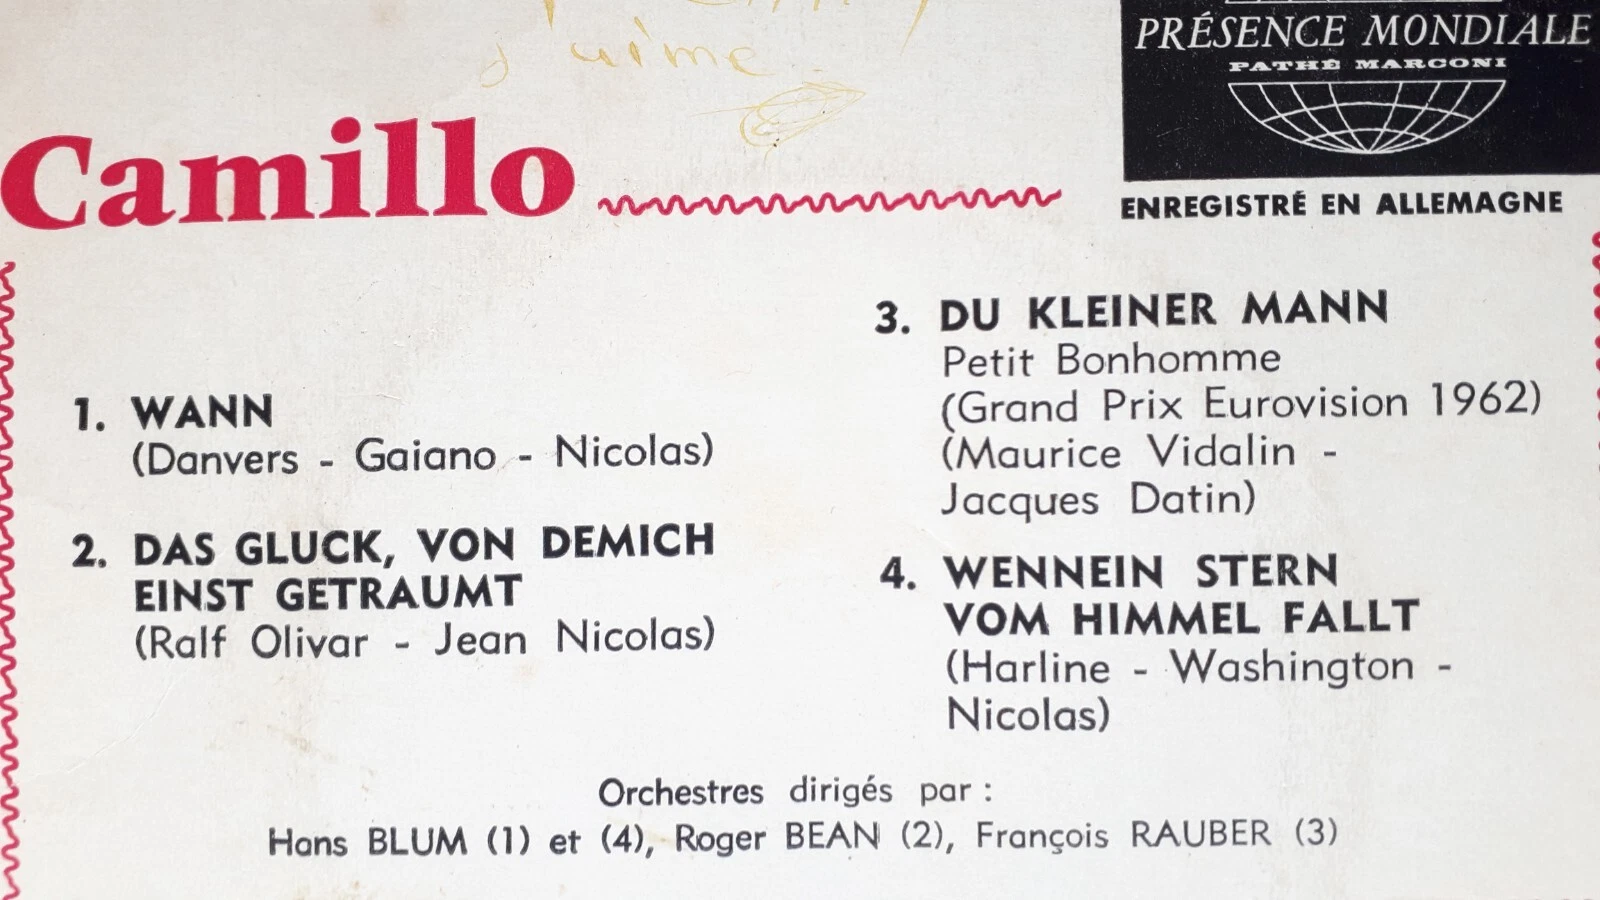 j'aime
PRÉSENCE MONDIALE
PATHÉ MARCONI
Camillo
ENREGISTRÉ EN ALLEMAGNE
1. WANN
(Danvers - Gaiano - Nicolas)
2. DAS GLUCK, VON DEMICH
EINST GETRAUMT
(Ralf Olivar - Jean Nicolas)
3. DU KLEINER MANN
Petit Bonhomme
(Grand Prix Eurovision 1962)
(Maurice Vidalin -
Jacques Datin)
4. WENNEIN STERN
VOM HIMMEL FALLT
(Harline - Washington -
Nicolas)
Orchestres dirigés par :
Hans BLUM (1) et (4), Roger BEAN (2), François RAUBER (3)